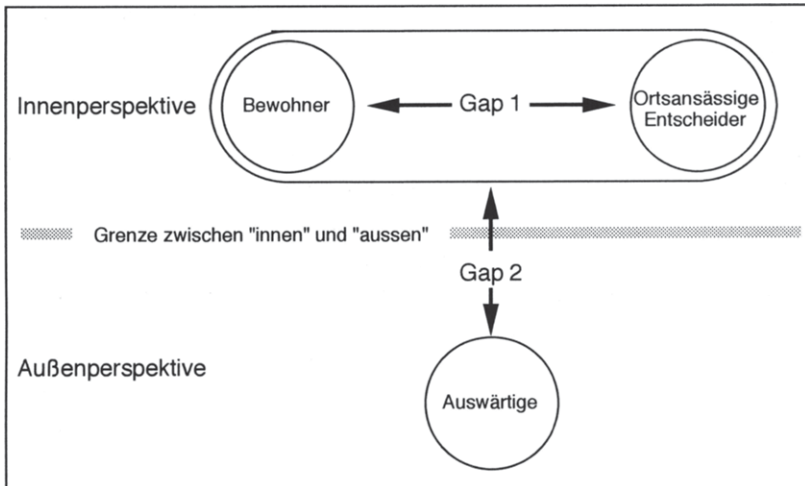 Innenperspektive
Bewohner
Gap 1
Ortsansässige
Entscheider
Grenze zwischen "innen" und "aussen"
Gap 2
Außenperspektive
Auswärtige